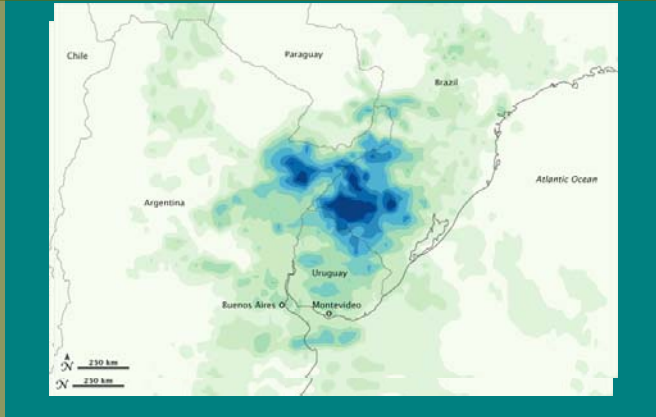 Chile
Paraguay
Brazil
Atlantic Ocean
Argentina
Uruguay
Buenos Aires
Montevideo
N 250 km
N 250 km